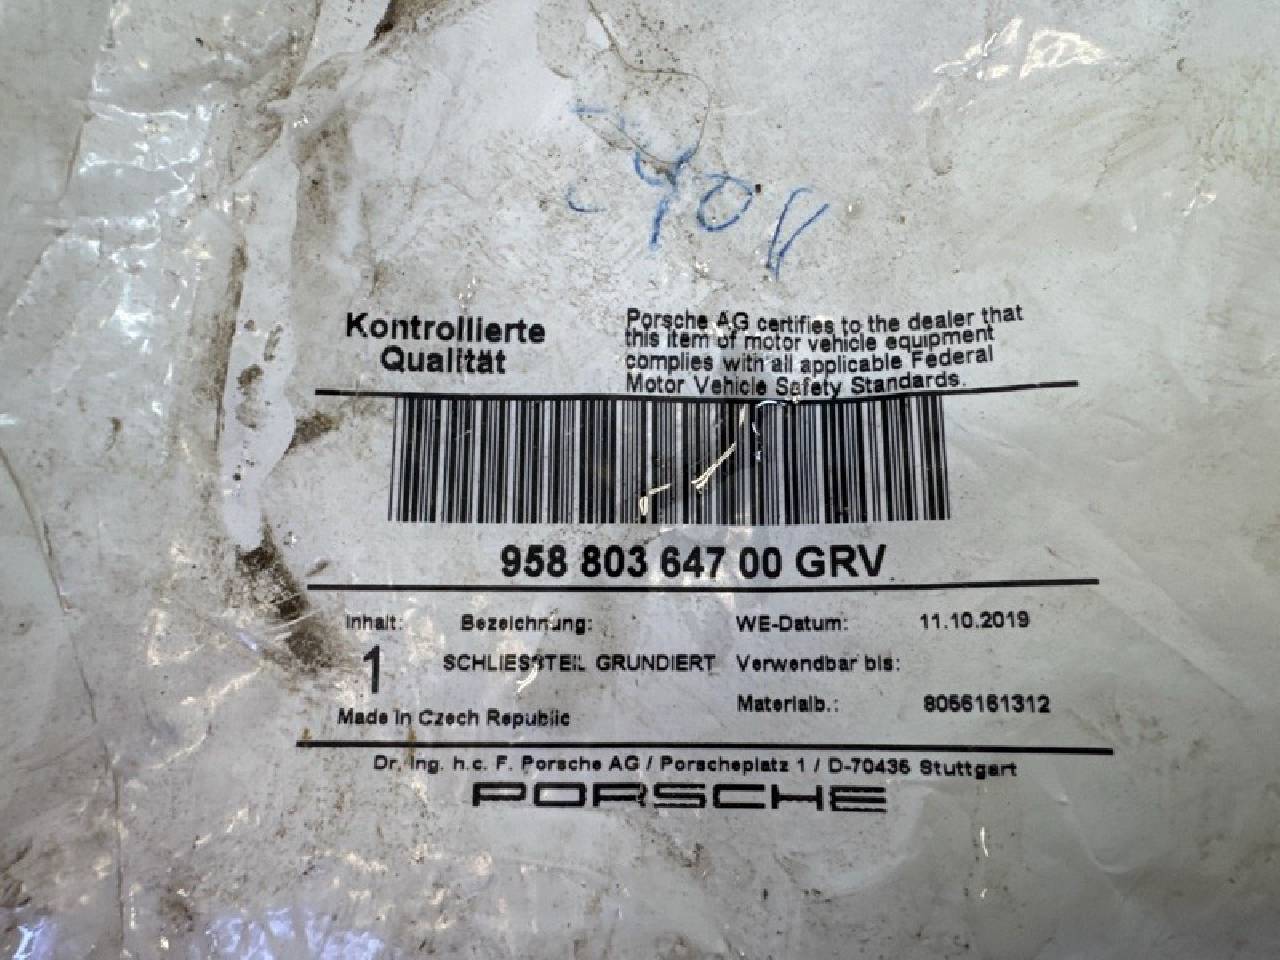 Kontrollierte
Qualität
Porsche AG certifies to the dealer that
this item of motor vehicle equipment
complies with all applicable Federal
Motor Vehicle Safety Standards.
958 803 647 00 GRV
Inhalt: Bezeichnung: WE-Datum: 11.10.2019
1 SCHLIESSTEIL GRUNDIERT Verwendbar bis:
Materialb.: 8056161312
Made in Czech Republic
Dr. Ing. h.c. F. Porsche AG / Porscheplatz 1 / D-70435 Stuttgart
PORSCHE